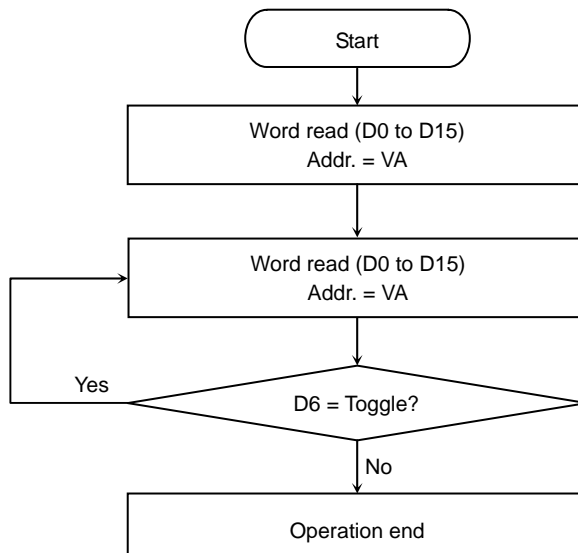 Start
Word read (D0 to D15)
Addr. = VA
Word read (D0 to D15)
Addr. = VA
Yes
D6 = Toggle?
No
Operation end